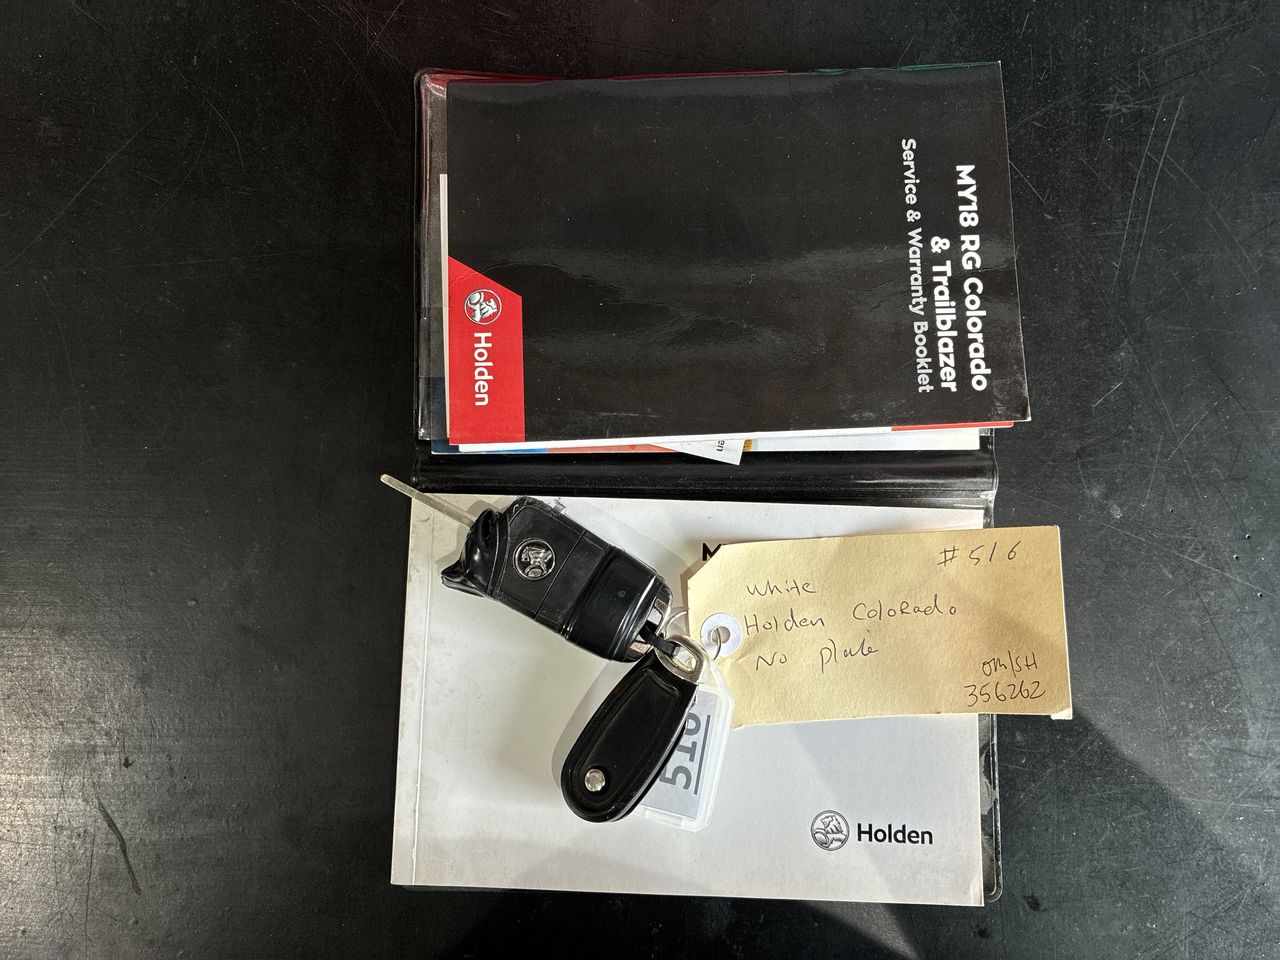 MY18 RG Colorado
& Trailblazer
Service & Warranty Booklet
Holden
en
M
#516
White
Holden Colorado
No plate
om/SH
356262
516
Holden